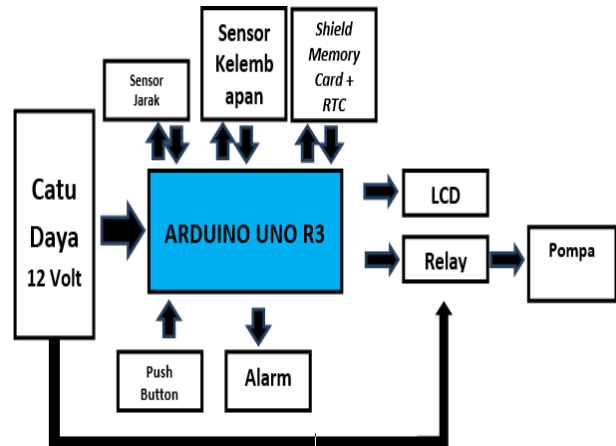 Sensor
Jarak
Sensor
Kelemb
apan
Shield
Memory
Card +
RTC
Catu
Daya
12 Volt
ARDUINO UNO R3
LCD
Relay
Pompa
Push
Button
Alarm